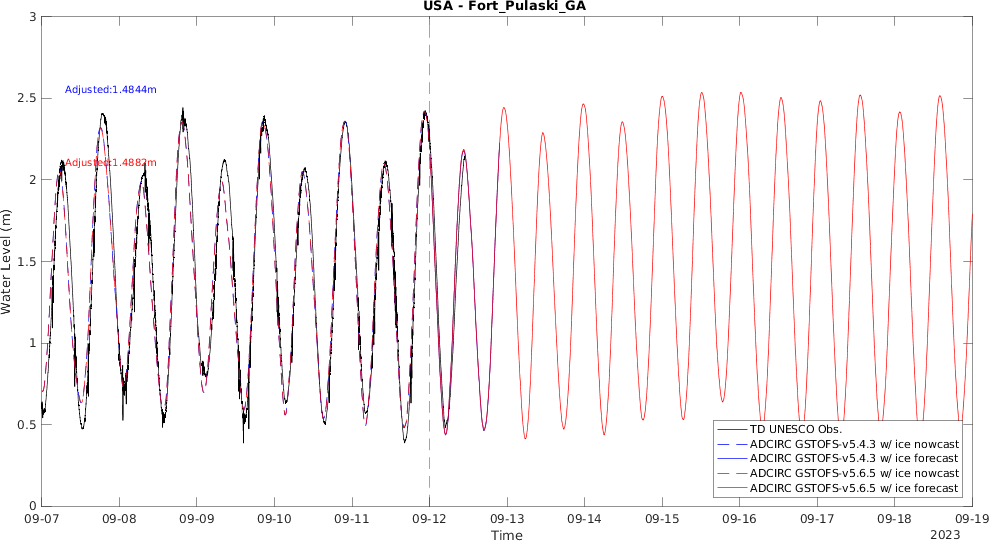 USA - Fort_Pulaski_GA
3
2.5
2
1.5
1
0.5
0
Water Level (m)
Adjusted:1.4844m
Adjusted:1.4882m
TD UNESCO Obs.
ADCIRC GSTOFS-v5.4.3 w/ ice nowcast
ADCIRC GSTOFS-v5.4.3 w/ ice forecast
ADCIRC GSTOFS-v5.6.5 w/ ice nowcast
ADCIRC GSTOFS-v5.6.5 w/ ice forecast
09-07 09-08 09-09 09-10 09-11 09-12 09-13 09-14 09-15 09-16 09-17 09-18 09-19
Time
2023